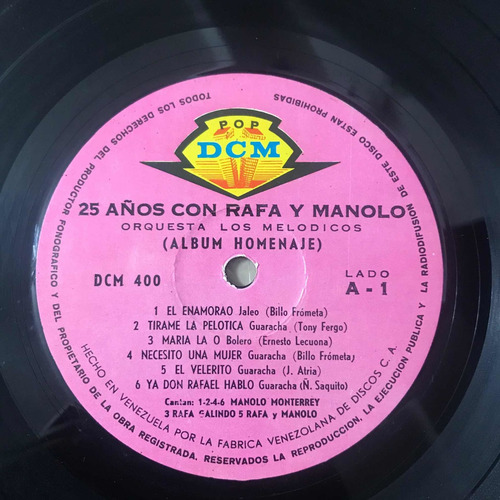 POP
DCM
25 AÑOS CON RAFA Y MANOLO
ORQUESTA LOS MELODICOS
(ALBUM HOMENAJE)
DCM 400
LADO
A - 1
1 EL ENAMORAO Jaleo (Billo Frómeta)
2 TIRAME LA PELOTICA Guaracha (Tony Fergo)
3 MARIA LA O Bolero (Ernesto Lecuona)
4 NECESITO UNA MUJER Guaracha (Billo Frómeta)
5 EL VELERITO Guaracha (J. Atria)
6 YA DON RAFAEL HABLO Guaracha (Ñ. Saquito)
Cantan: 1-2-4-6 MANOLO MONTERREY
3 RAFA GALINDO 5 RAFA y MANOLO
HECHO EN VENEZUELA POR LA FABRICA VENEZOLANA DE DISCOS C. A.
TODOS LOS DERECHOS DEL PRODUCTOR FONOGRAFICO Y DEL PROPIETARIO DE LA OBRA REGISTRADA. RESERVADOS LA REPRODUCCION, LA EJECUCION PUBLICA Y LA RADIODIFUSION DE ESTE DISCO ESTAN PROHIBIDAS